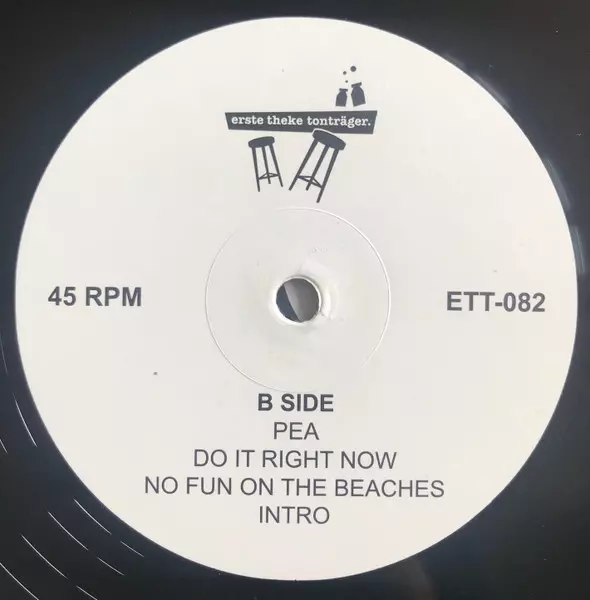 erste theke tonträger.
45 RPM
ETT-082
B SIDE
PEA
DO IT RIGHT NOW
NO FUN ON THE BEACHES
INTRO